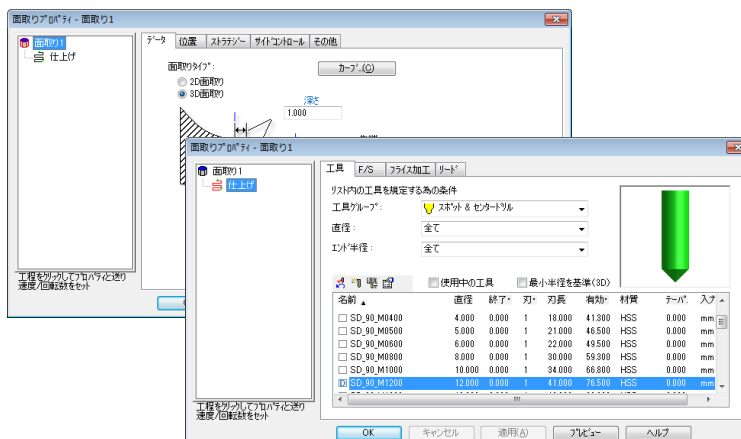 面取りプロパティ - 面取り1
面取り1
仕上げ
データ 位置 ストラテジー サイドコントロール その他
面取りタイプ:
カーブ.(C)
2D面取り
3D面取り
深さ
1.000
工程をクリックしてプロパティと送り
速度/回転数をセット
面取りプロパティ - 面取り1
面取り1
仕上げ
工具 F/S フライス加工 リード
リスト内の工具を規定する為の条件
工具グループ: スポット & センタードリル
直径: 全て
エンド半径: 全て
使用中の工具 最小半径を基準(3D)
名前 直径 終了・ 刃・ 刃長 有効・ 材質 テーパ. 入力
SD_90_M0400 4.000 0.000 1 18.000 41.300 HSS 0.000 mm
SD_90_M0500 5.000 0.000 1 21.000 46.500 HSS 0.000 mm
SD_90_M0600 6.000 0.000 1 22.000 49.500 HSS 0.000 mm
SD_90_M0800 8.000 0.000 1 30.000 59.300 HSS 0.000 mm
SD_90_M1000 10.000 0.000 1 34.000 66.800 HSS 0.000 mm
SD_90_M1200 12.000 0.000 1 41.000 76.500 HSS 0.000 mm
工程をクリックしてプロパティと送り
速度/回転数をセット
OK キャンセル 適用(A) プレビュー ヘルプ